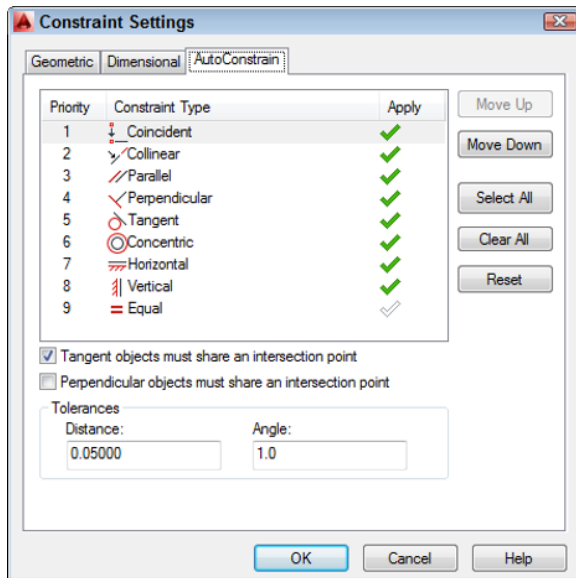 Constraint Settings
Geometric Dimensional AutoConstrain
Priority Constraint Type Apply
1 Coincident
2 Collinear
3 Parallel
4 Perpendicular
5 Tangent
6 Concentric
7 Horizontal
8 Vertical
9 Equal
Move Up
Move Down
Select All
Clear All
Reset
Tangent objects must share an intersection point
Perpendicular objects must share an intersection point
Tolerances
Distance: Angle:
0.05000 1.0
OK Cancel Help